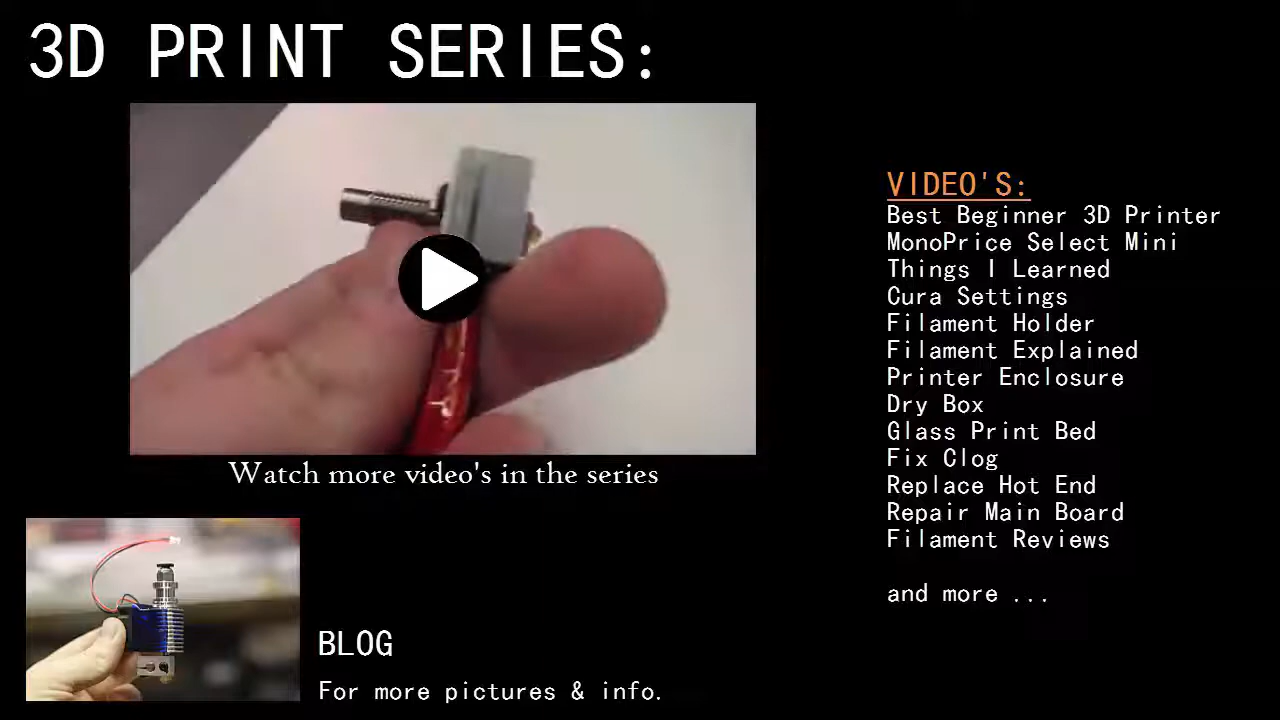 3D PRINT SERIES:
Watch more video's in the series
VIDEO'S:
Best Beginner 3D Printer
MonoPrice Select Mini
Things I Learned
Cura Settings
Filament Holder
Filament Explained
Printer Enclosure
Dry Box
Glass Print Bed
Fix Clog
Replace Hot End
Repair Main Board
Filament Reviews
and more ...
BLOG
For more pictures & info.